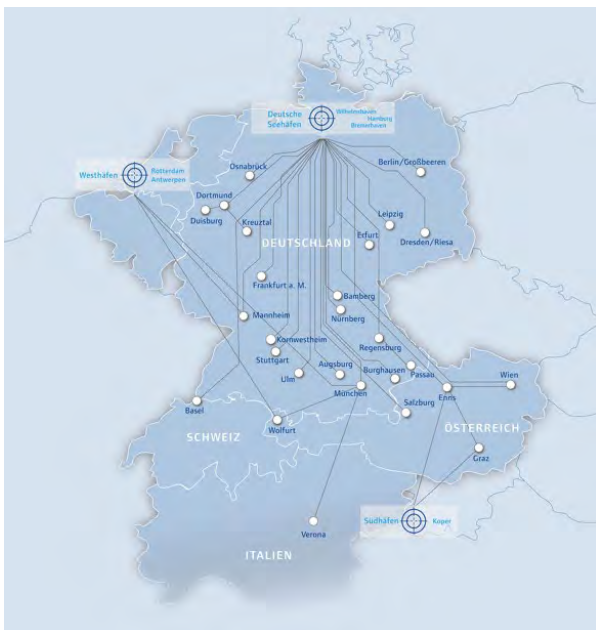 Deutsche
Seehäfen
Wilhelmshaven
Hamburg
Bremerhaven
Westhäfen
Rotterdam
Antwerpen
Osnabrück
Berlin/Großbeeren
Dortmund
Duisburg
Kreuztal
Leipzig
DEUTSCHLAND
Erfurt
Dresden/Riesa
Frankfurt a. M.
Bamberg
Mannheim
Nürnberg
Kornwestheim
Regensburg
Stuttgart
Augsburg
Burghausen
Passau
Ulm
Wien
München
Enns
Basel
Salzburg
Wolfurt
ÖSTERREICH
SCHWEIZ
Graz
Südhäfen
Koper
Verona
ITALIEN